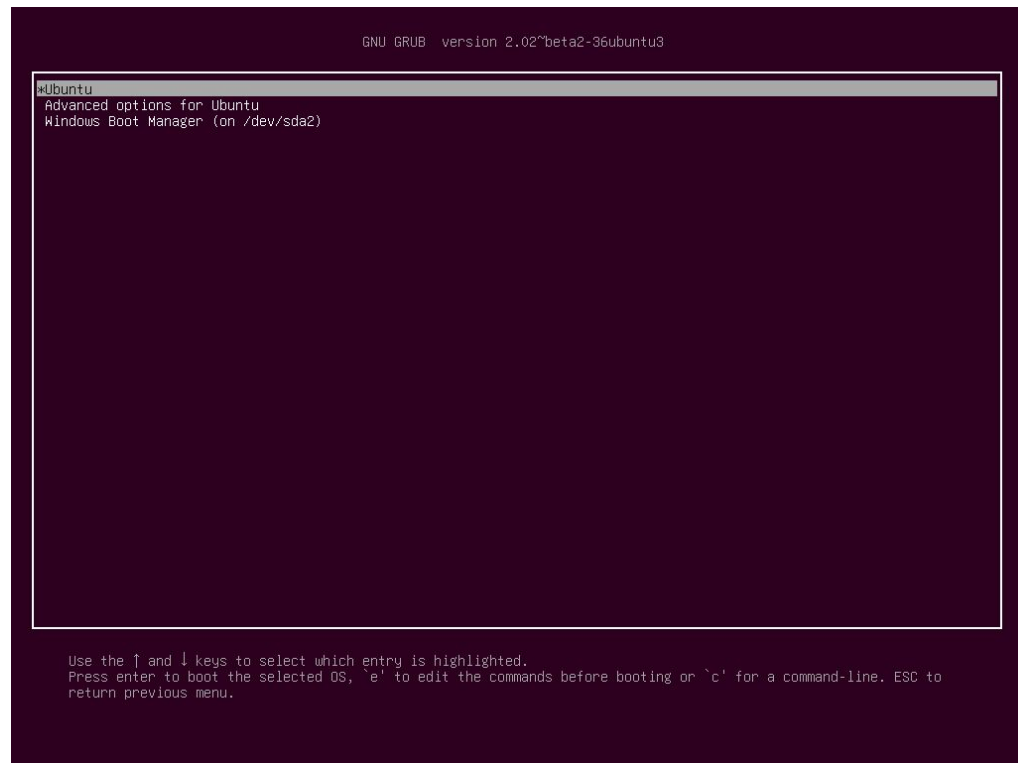 GNU GRUB  version 2.02~beta2-36ubuntu3
*Ubuntu
Advanced options for Ubuntu
Windows Boot Manager (on /dev/sda2)
Use the ↑ and ↓ keys to select which entry is highlighted.
Press enter to boot the selected OS, `e' to edit the commands before booting or `c' for a command-line. ESC to
return previous menu.